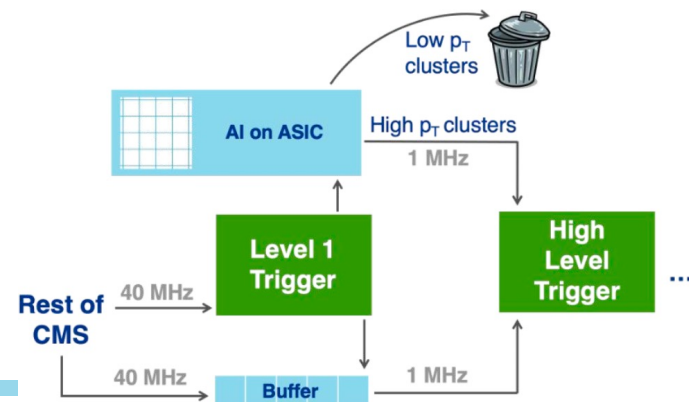 Low pT
clusters
AI on ASIC
High pT clusters
1 MHz
Level 1
Trigger
High
Level
Trigger
...
Rest of
CMS
40 MHz
40 MHz
Buffer
1 MHz